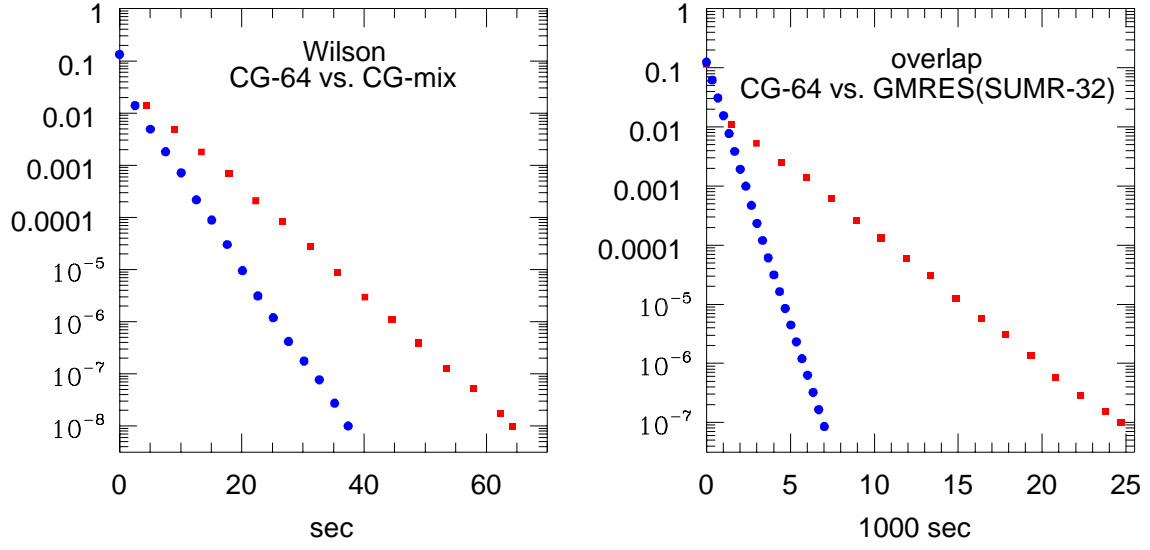 1
0.1
0.01
0.001
0.0001
10⁻⁵
10⁻⁶
10⁻⁷
10⁻⁸
Wilson
CG-64 vs. CG-mix
0 20 40 60
sec
1
0.1
0.01
0.001
0.0001
10⁻⁵
10⁻⁶
10⁻⁷
overlap
CG-64 vs. GMRES(SUMR-32)
0 5 10 15 20 25
1000 sec